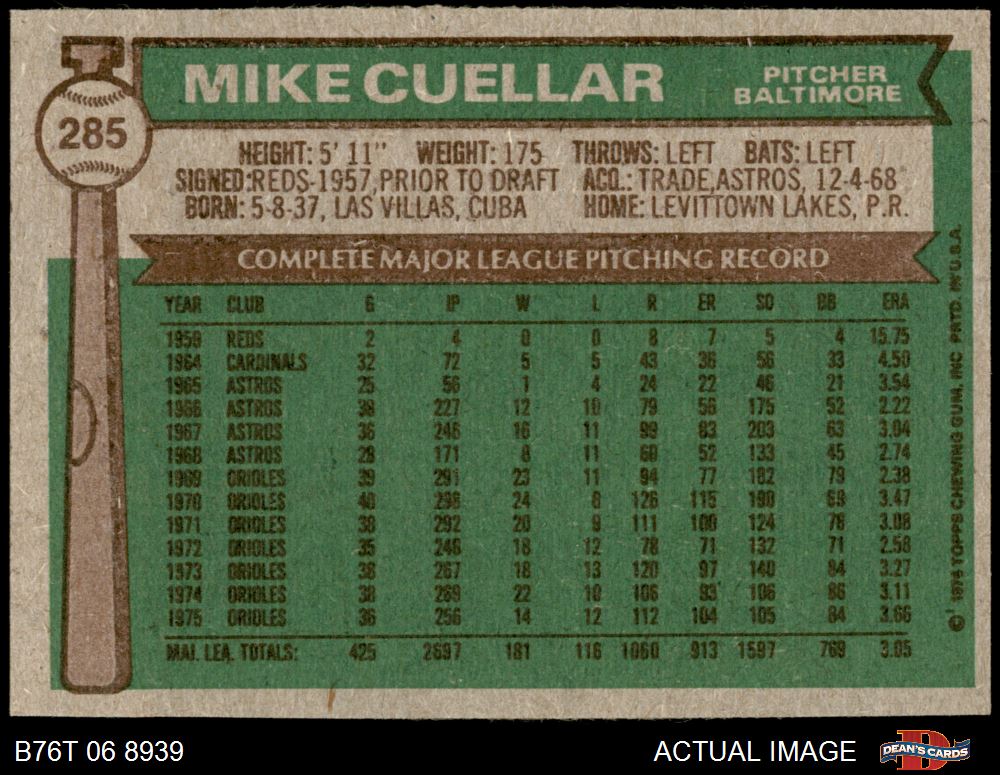 MIKE CUELLAR
PITCHER
BALTIMORE
285
HEIGHT: 5' 11" WEIGHT: 175 THROWS: LEFT BATS: LEFT
SIGNED:REDS-1957,PRIOR TO DRAFT ACQ.: TRADE,ASTROS, 12-4-68
BORN: 5-8-37, LAS VILLAS, CUBA HOME: LEVITTOWN LAKES, P.R.
COMPLETE MAJOR LEAGUE PITCHING RECORD
YEAR CLUB G IP W L R ER SO BB ERA
1959 REDS 2 4 0 0 8 7 5 4 15.75
1964 CARDINALS 32 72 5 5 43 36 56 33 4.50
1965 ASTROS 25 56 1 4 24 22 46 21 3.54
1966 ASTROS 38 227 12 10 79 56 175 52 2.22
1967 ASTROS 36 246 16 11 99 83 203 63 3.04
1968 ASTROS 28 171 8 11 60 52 133 45 2.74
1969 ORIOLES 39 291 23 11 94 77 182 79 2.38
1970 ORIOLES 40 298 24 8 126 115 190 69 3.47
1971 ORIOLES 38 292 20 9 111 100 124 78 3.08
1972 ORIOLES 35 248 18 12 78 71 132 71 2.58
1973 ORIOLES 38 267 18 13 120 97 140 84 3.27
1974 ORIOLES 38 269 22 10 106 93 106 86 3.11
1975 ORIOLES 36 256 14 12 112 104 105 84 3.66
MAJ. LEA. TOTALS: 425 2697 181 116 1060 913 1597 769 3.05
© 1976 TOPPS CHEWING GUM, INC PRTD. IN U.S.A.
B76T 06 8939
ACTUAL IMAGE
D
DEAN'S CARDS